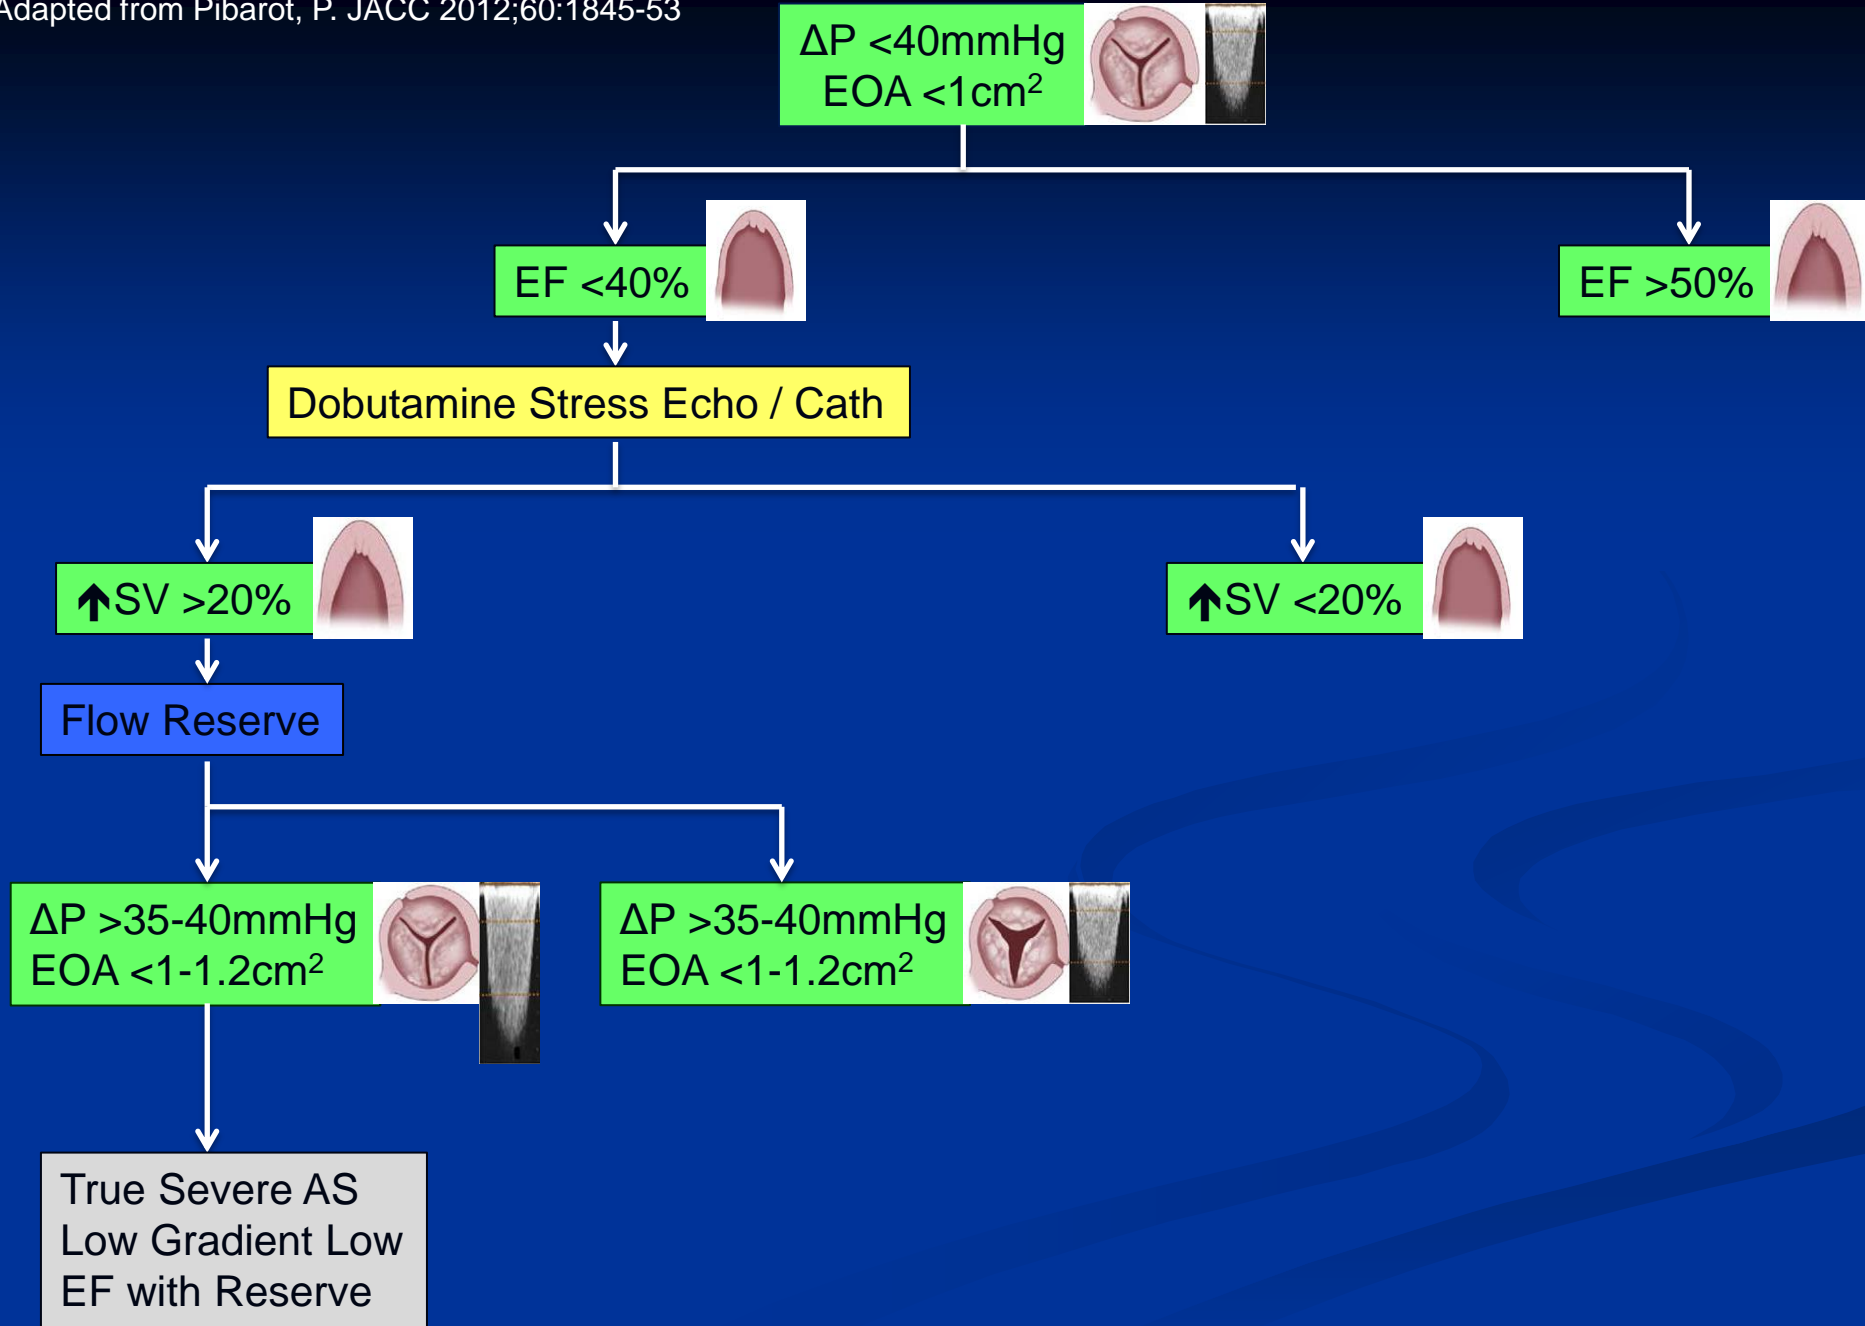 Adapted from Pibarot, P. JACC 2012;60:1845-53
ΔP <40mmHg
EOA <1cm²
EF <40%
EF >50%
Dobutamine Stress Echo / Cath
🡹SV >20%
🡹SV <20%
Flow Reserve
ΔP >35-40mmHg
EOA <1-1.2cm²
ΔP >35-40mmHg
EOA <1-1.2cm²
True Severe AS
Low Gradient Low
EF with Reserve